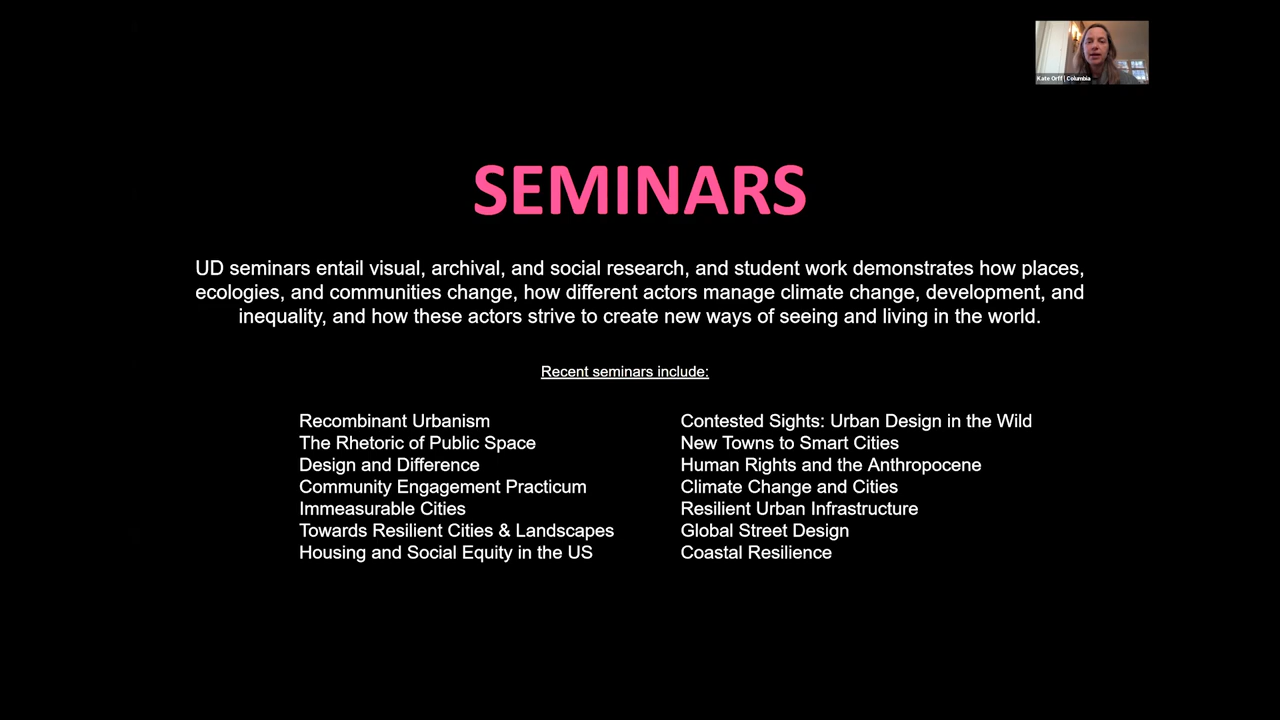 Kate Orff | Columbia
SEMINARS
UD seminars entail visual, archival, and social research, and student work demonstrates how places,
ecologies, and communities change, how different actors manage climate change, development, and
inequality, and how these actors strive to create new ways of seeing and living in the world.
Recent seminars include:
Recombinant Urbanism
The Rhetoric of Public Space
Design and Difference
Community Engagement Practicum
Immeasurable Cities
Towards Resilient Cities & Landscapes
Housing and Social Equity in the US
Contested Sights: Urban Design in the Wild
New Towns to Smart Cities
Human Rights and the Anthropocene
Climate Change and Cities
Resilient Urban Infrastructure
Global Street Design
Coastal Resilience